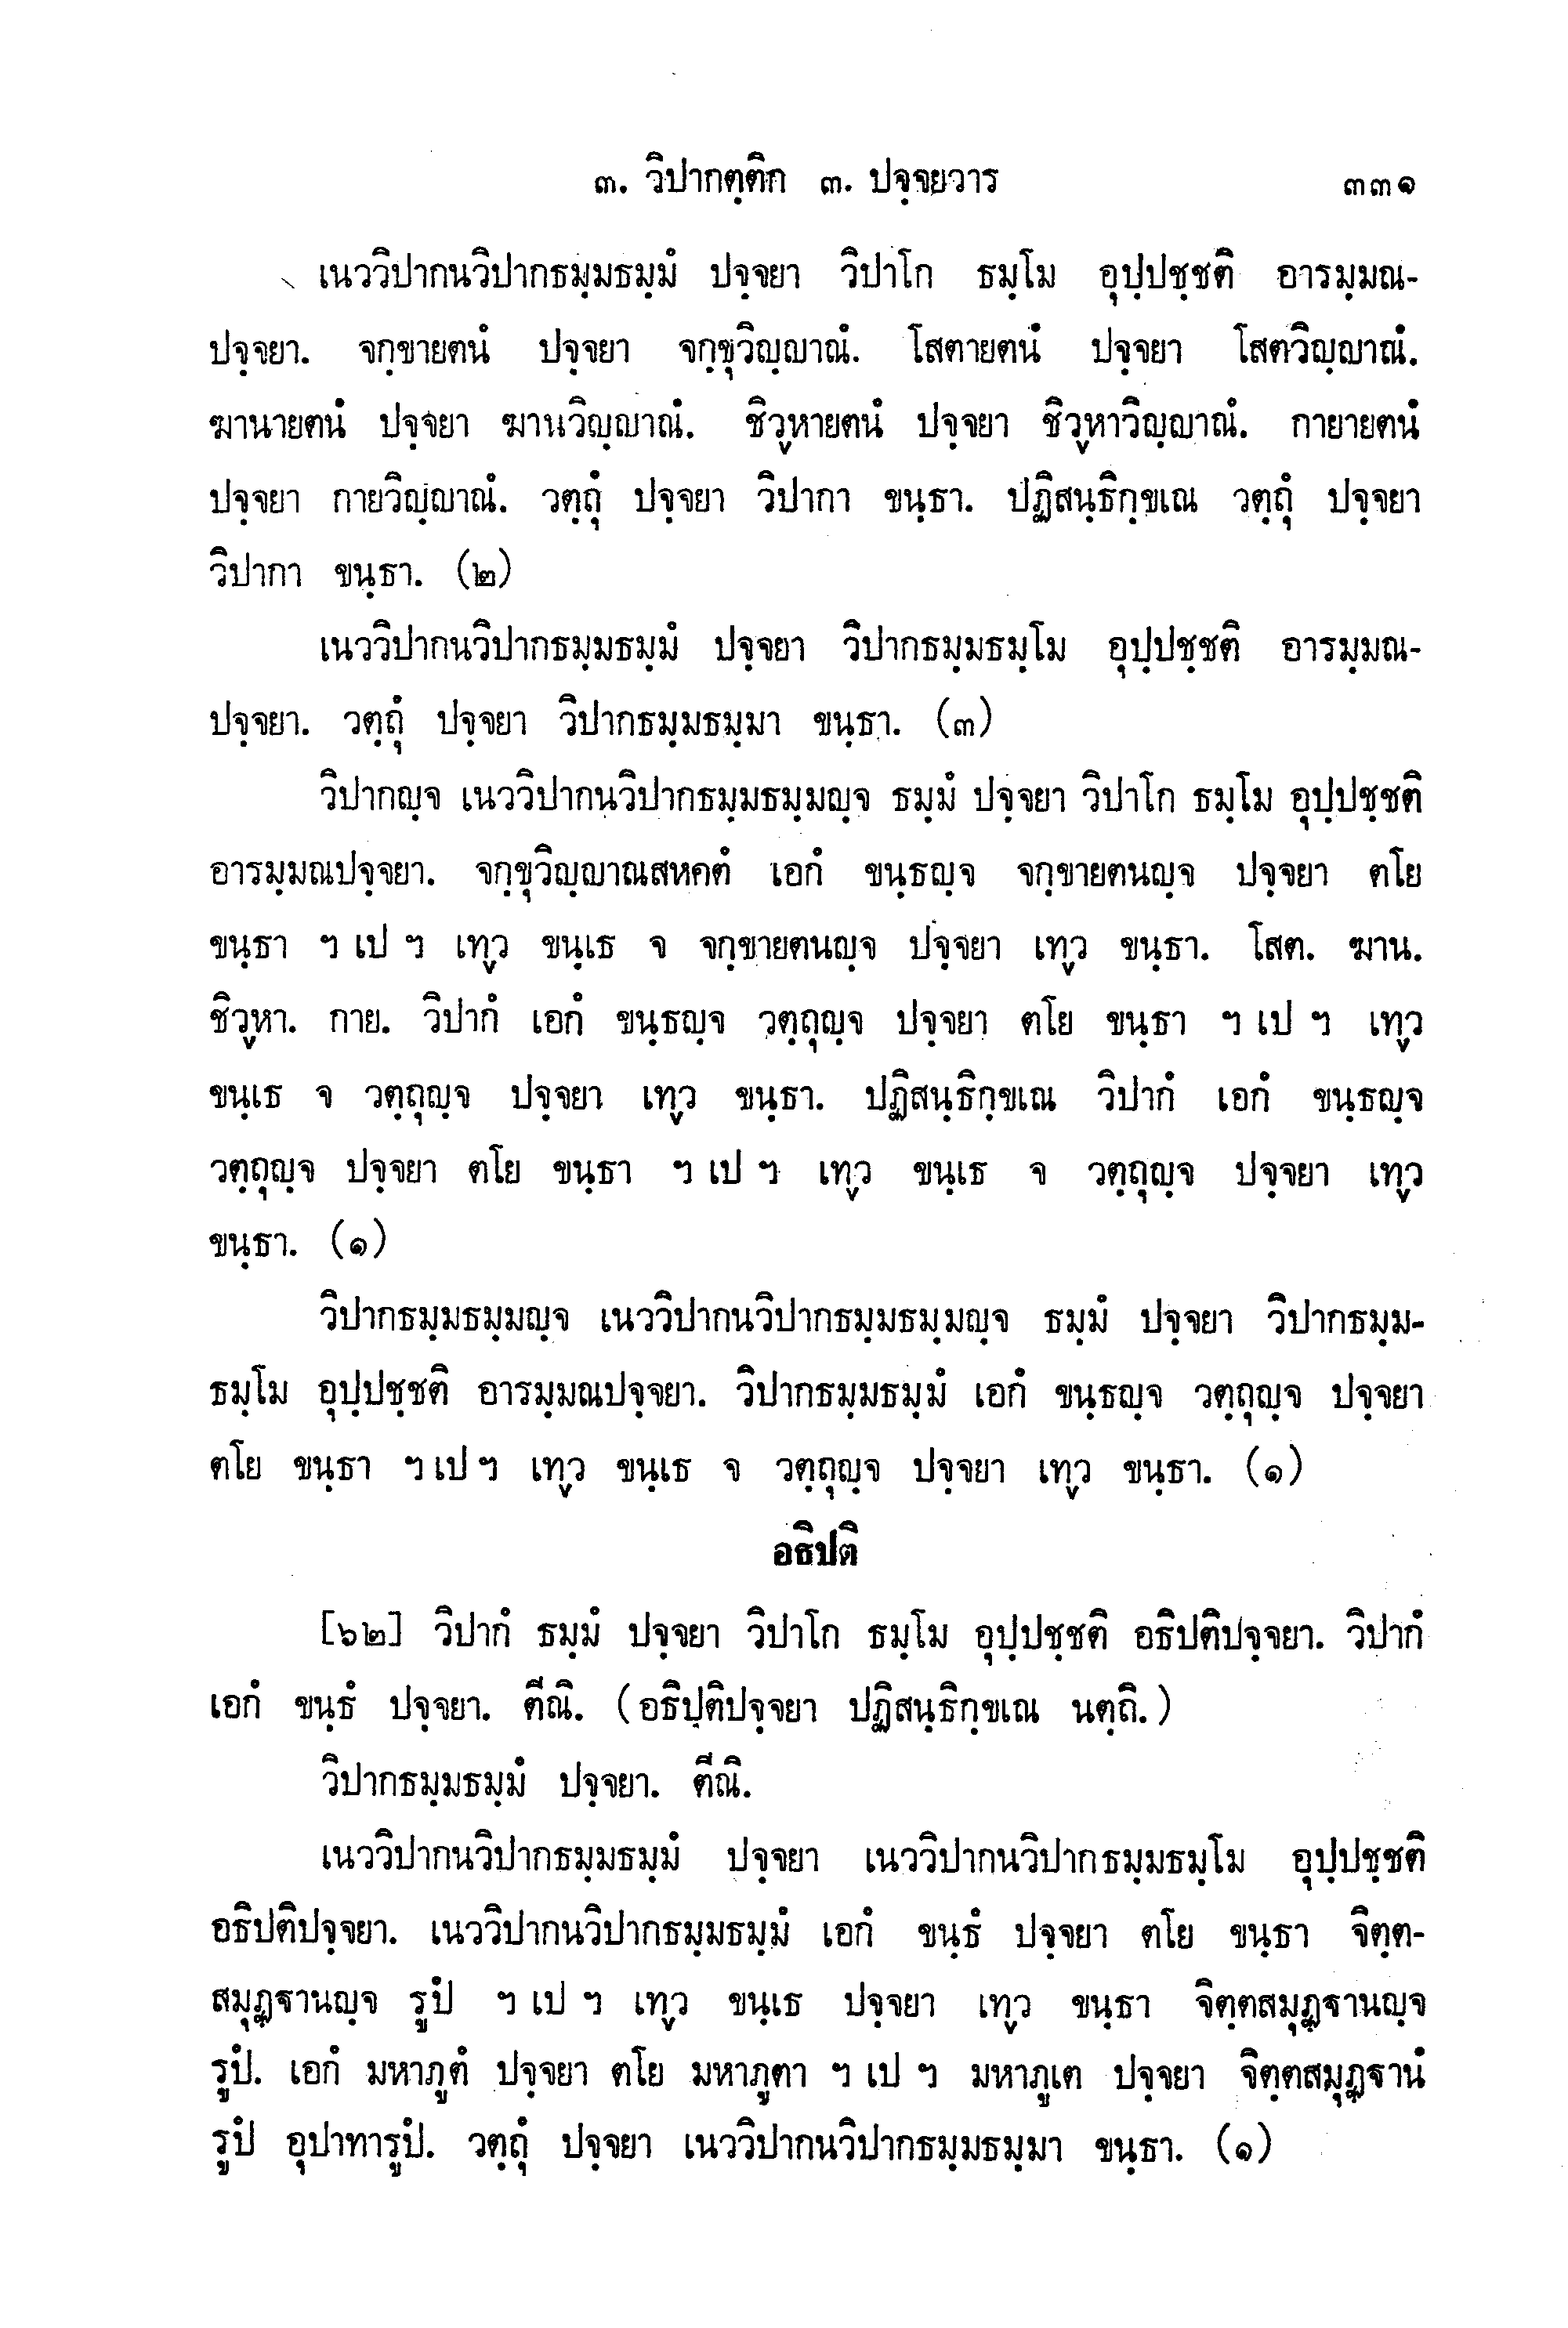 ๓. วิปากตฺติก ๓. ปจฺจยวาร ๓๓๑
เนววิปากนวิปากธมฺมธมฺมํ ปจฺจยา วิปาโก ธมฺโม อุปฺปชฺชติ อารมฺมณ-
ปจฺจยา. จกฺขายตนํ ปจฺจยา จกฺขุวิญฺญาณํ. โสตายตนํ ปจฺจยา โสตวิญฺญาณํ.
ฆานายตนํ ปจฺจยา ฆานวิญฺญาณํ. ชิวฺหายตนํ ปจฺจยา ชิวฺหาวิญฺญาณํ. กายายตนํ
ปจฺจยา กายวิญฺญาณํ. วตฺถุํ ปจฺจยา วิปากา ขนฺธา. ปฏิสนฺธิกฺขเณ วตฺถุํ ปจฺจยา
วิปากา ขนฺธา. (๒)
เนววิปากนวิปากธมฺมธมฺมํ ปจฺจยา วิปากธมฺมธมฺโม อุปฺปชฺชติ อารมฺมณ-
ปจฺจยา. วตฺถุํ ปจฺจยา วิปากธมฺมธมฺมา ขนฺธา. (๓)
วิปากญฺจ เนววิปากนวิปากธมฺมธมฺมญฺจ ธมฺมํ ปจฺจยา วิปาโก ธมฺโม อุปฺปชฺชติ
อารมฺมณปจฺจยา. จกฺขุวิญฺญาณสหคตํ เอกํ ขนฺธญฺจ จกฺขายตนญฺจ ปจฺจยา ตโย
ขนฺธา ฯ เป ฯ เทฺว ขนฺเธ จ จกฺขายตนญฺจ ปจฺจยา เทฺว ขนฺธา. โสต. ฆาน.
ชิวฺหา. กาย. วิปากํ เอกํ ขนฺธญฺจ วตฺถุญฺจ ปจฺจยา ตโย ขนฺธา ฯ เป ฯ เทฺว
ขนฺเธ จ วตฺถุญฺจ ปจฺจยา เทฺว ขนฺธา. ปฏิสนฺธิกฺขเณ วิปากํ เอกํ ขนฺธญฺจ
วตฺถุญฺจ ปจฺจยา ตโย ขนฺธา ฯ เป ฯ เทฺว ขนฺเธ จ วตฺถุญฺจ ปจฺจยา เทฺว
ขนฺธา. (๑)
วิปากธมฺมธมฺมญฺจ เนววิปากนวิปากธมฺมธมฺมญฺจ ธมฺมํ ปจฺจยา วิปากธมฺม-
ธมฺโม อุปฺปชฺชติ อารมฺมณปจฺจยา. วิปากธมฺมธมฺมํ เอกํ ขนฺธญฺจ วตฺถุญฺจ ปจฺจยา
ตโย ขนฺธา ฯ เป ฯ เทฺว ขนฺเธ จ วตฺถุญฺจ ปจฺจยา เทฺว ขนฺธา. (๑)
อธิปติ
[๖๒] วิปากํ ธมฺมํ ปจฺจยา วิปาโก ธมฺโม อุปฺปชฺชติ อธิปติปจฺจยา. วิปากํ
เอกํ ขนฺธํ ปจฺจยา. ตีณิ. (อธิปติปจฺจยา ปฏิสนฺธิกฺขเณ นตฺถิ.)
วิปากธมฺมธมฺมํ ปจฺจยา. ตีณิ.
เนววิปากนวิปากธมฺมธมฺมํ ปจฺจยา เนววิปากนวิปากธมฺมธมฺโม อุปฺปชฺชติ
อธิปติปจฺจยา. เนววิปากนวิปากธมฺมธมฺมํ เอกํ ขนฺธํ ปจฺจยา ตโย ขนฺธา จิตฺต-
สมุฏฺฐานญฺจ รูปํ ฯ เป ฯ เทฺว ขนฺเธ ปจฺจยา เทฺว ขนฺธา จิตฺตสมุฏฺฐานญฺจ
รูปํ. เอกํ มหาภูตํ ปจฺจยา ตโย มหาภูตา ฯ เป ฯ มหาภูเต ปจฺจยา จิตฺตสมุฏฺฐานํ
รูปํ อุปาทารูปํ. วตฺถุํ ปจฺจยา เนววิปากนวิปากธมฺมธมฺมา ขนฺธา. (๑)